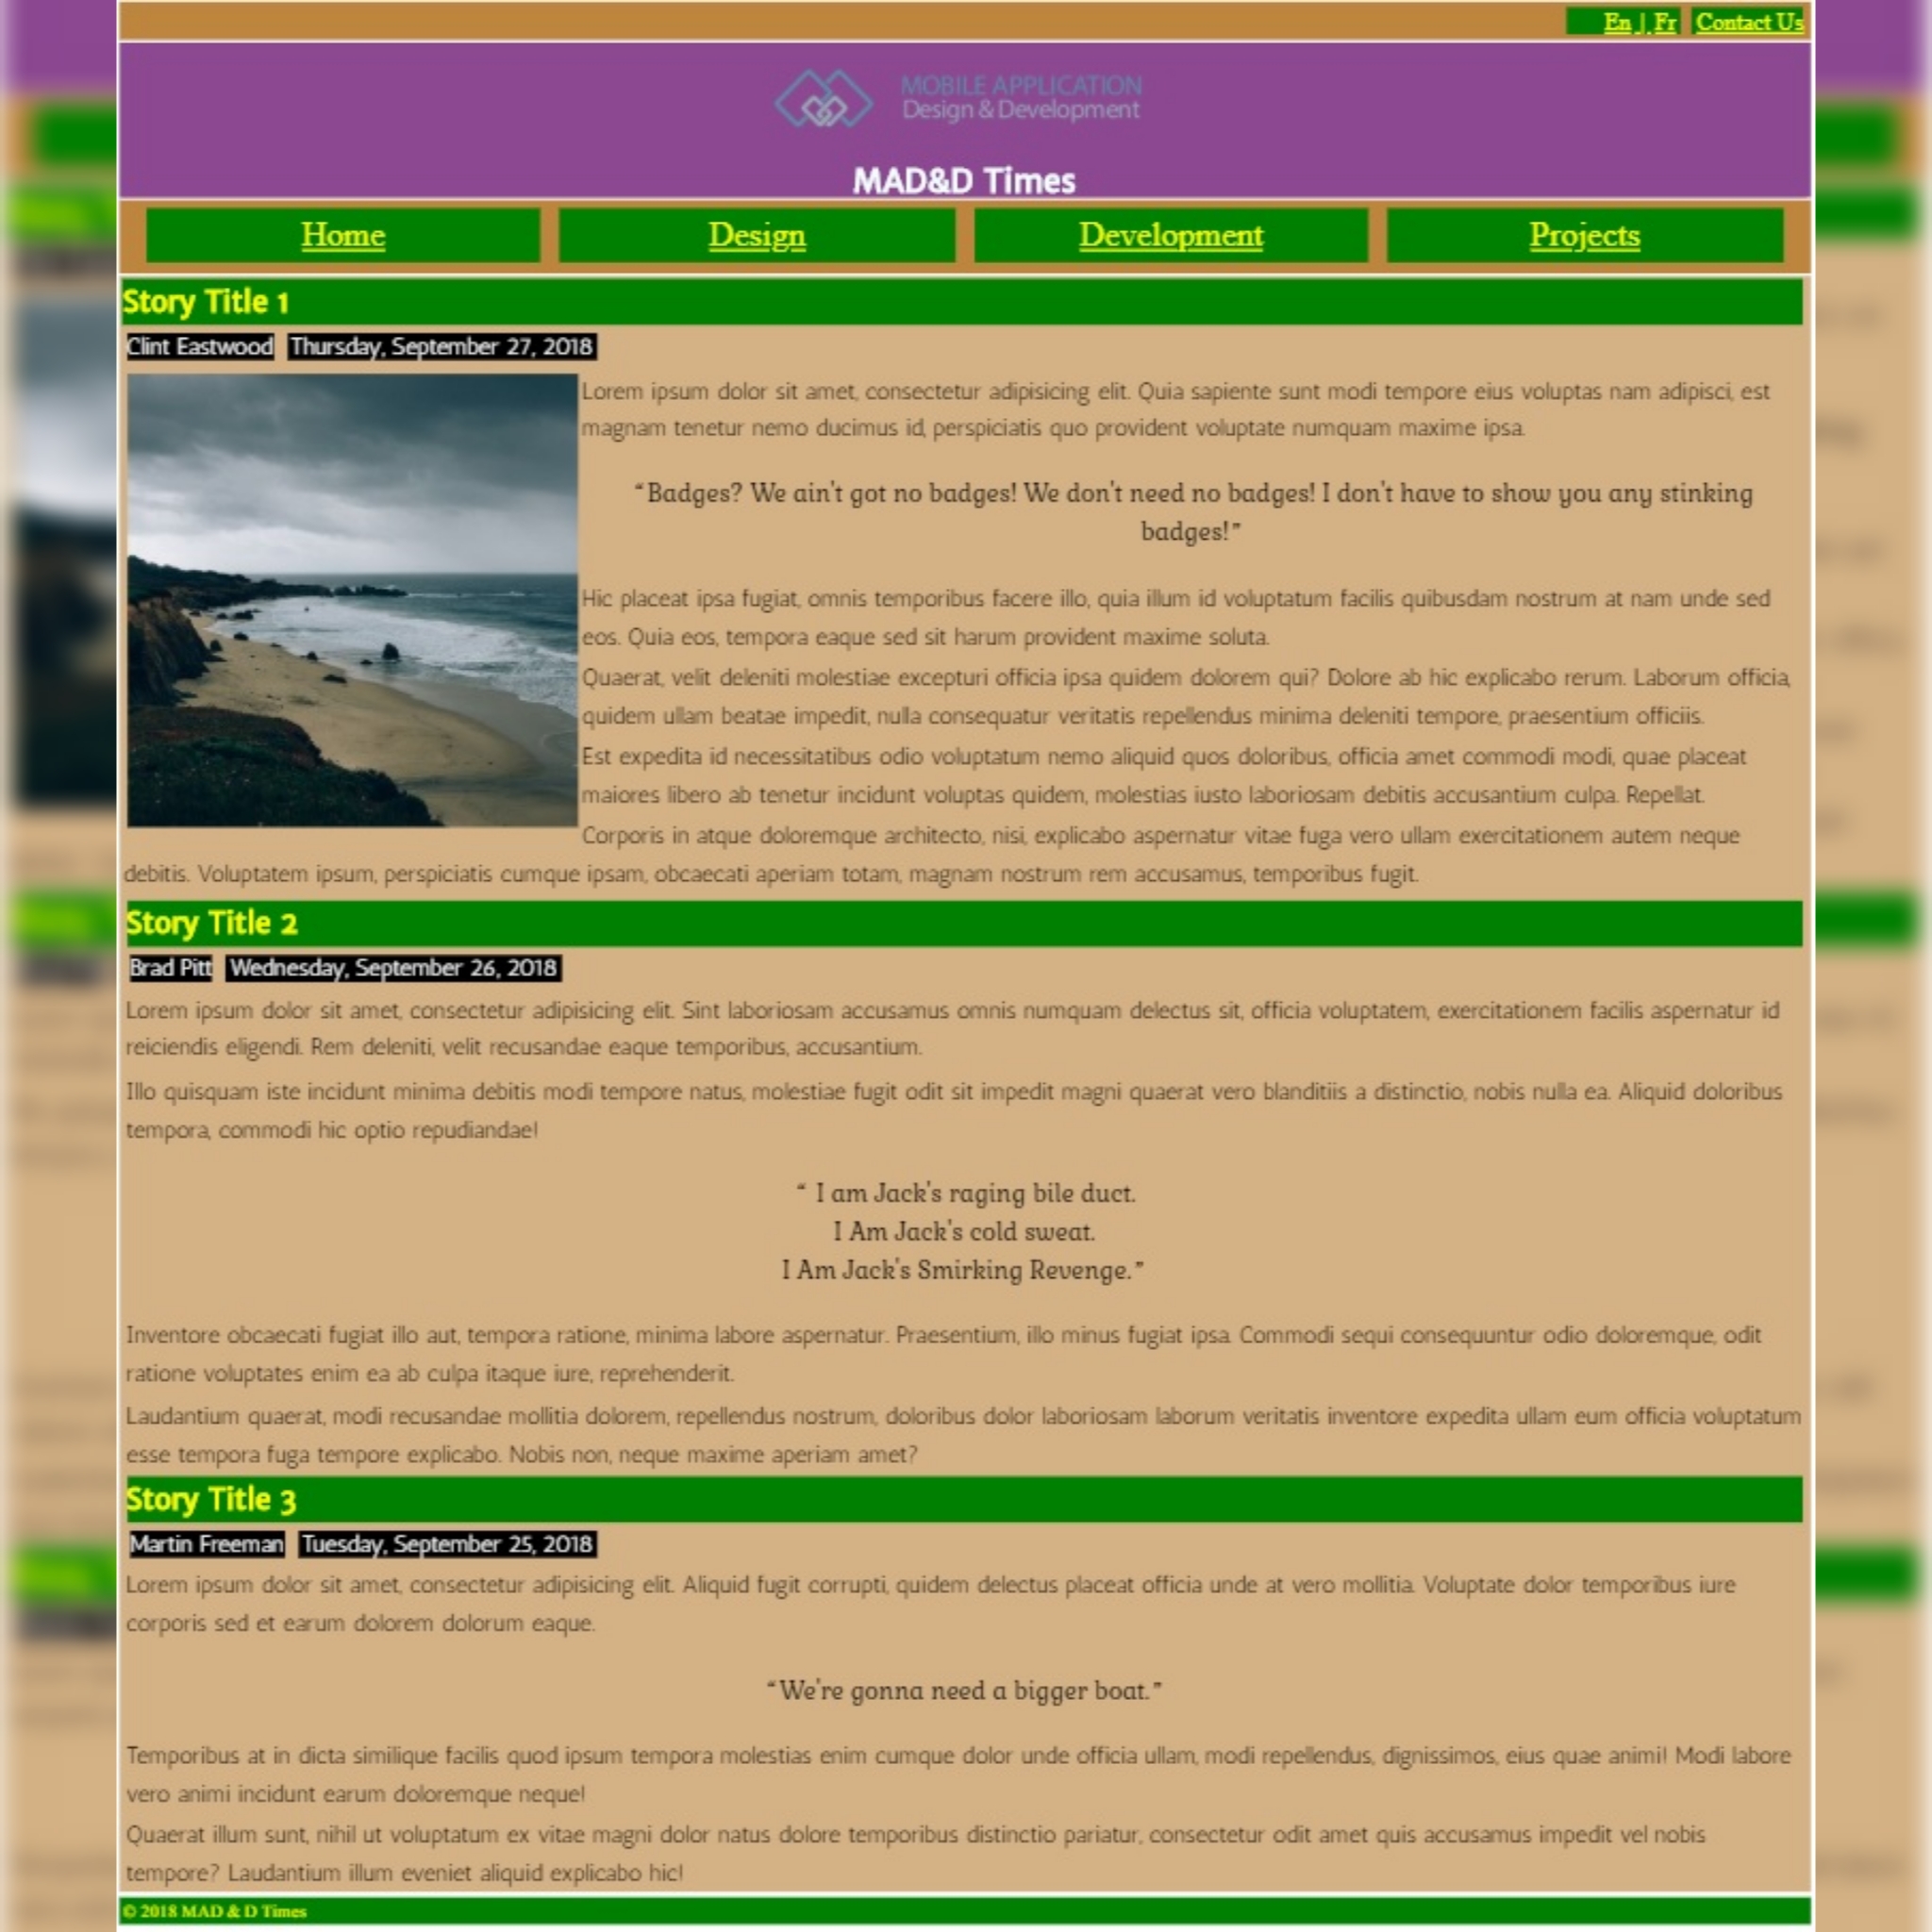 En | Fr Contact Us
MOBILE APPLICATION
Design & Development
MAD&D Times
Home Design Development Projects
Story Title 1
Clint Eastwood Thursday, September 27, 2018
Lorem ipsum dolor sit amet, consectetur adipisicing elit. Quia sapiente sunt modi tempore eius voluptas nam adipisci, est
magnam tenetur nemo ducimus id, perspiciatis quo provident voluptate numquam maxime ipsa.
“Badges? We ain't got no badges! We don't need no badges! I don't have to show you any stinking
badges!”
Hic placeat ipsa fugiat, omnis temporibus facere illo, quia illum id voluptatum facilis quibusdam nostrum at nam unde sed
eos. Quia eos, tempora eaque sed sit harum provident maxime soluta.
Quaerat, velit deleniti molestiae excepturi officia ipsa quidem dolorem qui? Dolore ab hic explicabo rerum. Laborum officia,
quidem ullam beatae impedit, nulla consequatur veritatis repellendus minima deleniti tempore, praesentium officiis.
Est expedita id necessitatibus odio voluptatum nemo aliquid quos doloribus, officia amet commodi modi, quae placeat
maiores libero ab tenetur incidunt voluptas quidem, molestias iusto laboriosam debitis accusantium culpa. Repellat.
Corporis in atque doloremque architecto, nisi, explicabo aspernatur vitae fuga vero ullam exercitationem autem neque
debitis. Voluptatem ipsum, perspiciatis cumque ipsam, obcaecati aperiam totam, magnam nostrum rem accusamus, temporibus fugit.
Story Title 2
Brad Pitt Wednesday, September 26, 2018
Lorem ipsum dolor sit amet, consectetur adipisicing elit. Sint laboriosam accusamus omnis numquam delectus sit, officia voluptatem, exercitationem facilis aspernatur id
reiciendis eligendi. Rem deleniti, velit recusandae eaque temporibus, accusantium.
Illo quisquam iste incidunt minima debitis modi tempore natus, molestiae fugit odit sit impedit magni quaerat vero blanditiis a distinctio, nobis nulla ea. Aliquid doloribus
tempora, commodi hic optio repudiandae!
“ I am Jack's raging bile duct.
I Am Jack's cold sweat.
I Am Jack's Smirking Revenge.”
Inventore obcaecati fugiat illo aut, tempora ratione, minima labore aspernatur. Praesentium, illo minus fugiat ipsa. Commodi sequi consequuntur odio doloremque, odit
ratione voluptates enim ea ab culpa itaque iure, reprehenderit.
Laudantium quaerat, modi recusandae mollitia dolorem, repellendus nostrum, doloribus dolor laboriosam laborum veritatis inventore expedita ullam eum officia voluptatum
esse tempora fuga tempore explicabo. Nobis non, neque maxime aperiam amet?
Story Title 3
Martin Freeman Tuesday, September 25, 2018
Lorem ipsum dolor sit amet, consectetur adipisicing elit. Aliquid fugit corrupti, quidem delectus placeat officia unde at vero mollitia. Voluptate dolor temporibus iure
corporis sed et earum dolorem dolorum eaque.
“We're gonna need a bigger boat.”
Temporibus at in dicta similique facilis quod ipsum tempora molestias enim cumque dolor unde officia ullam, modi repellendus, dignissimos, eius quae animi! Modi labore
vero animi incidunt earum doloremque neque!
Quaerat illum sunt, nihil ut voluptatum ex vitae magni dolor natus dolore temporibus distinctio pariatur, consectetur odit amet quis accusamus impedit vel nobis
tempore? Laudantium illum eveniet aliquid explicabo hic!
© 2018 MAD & D Times